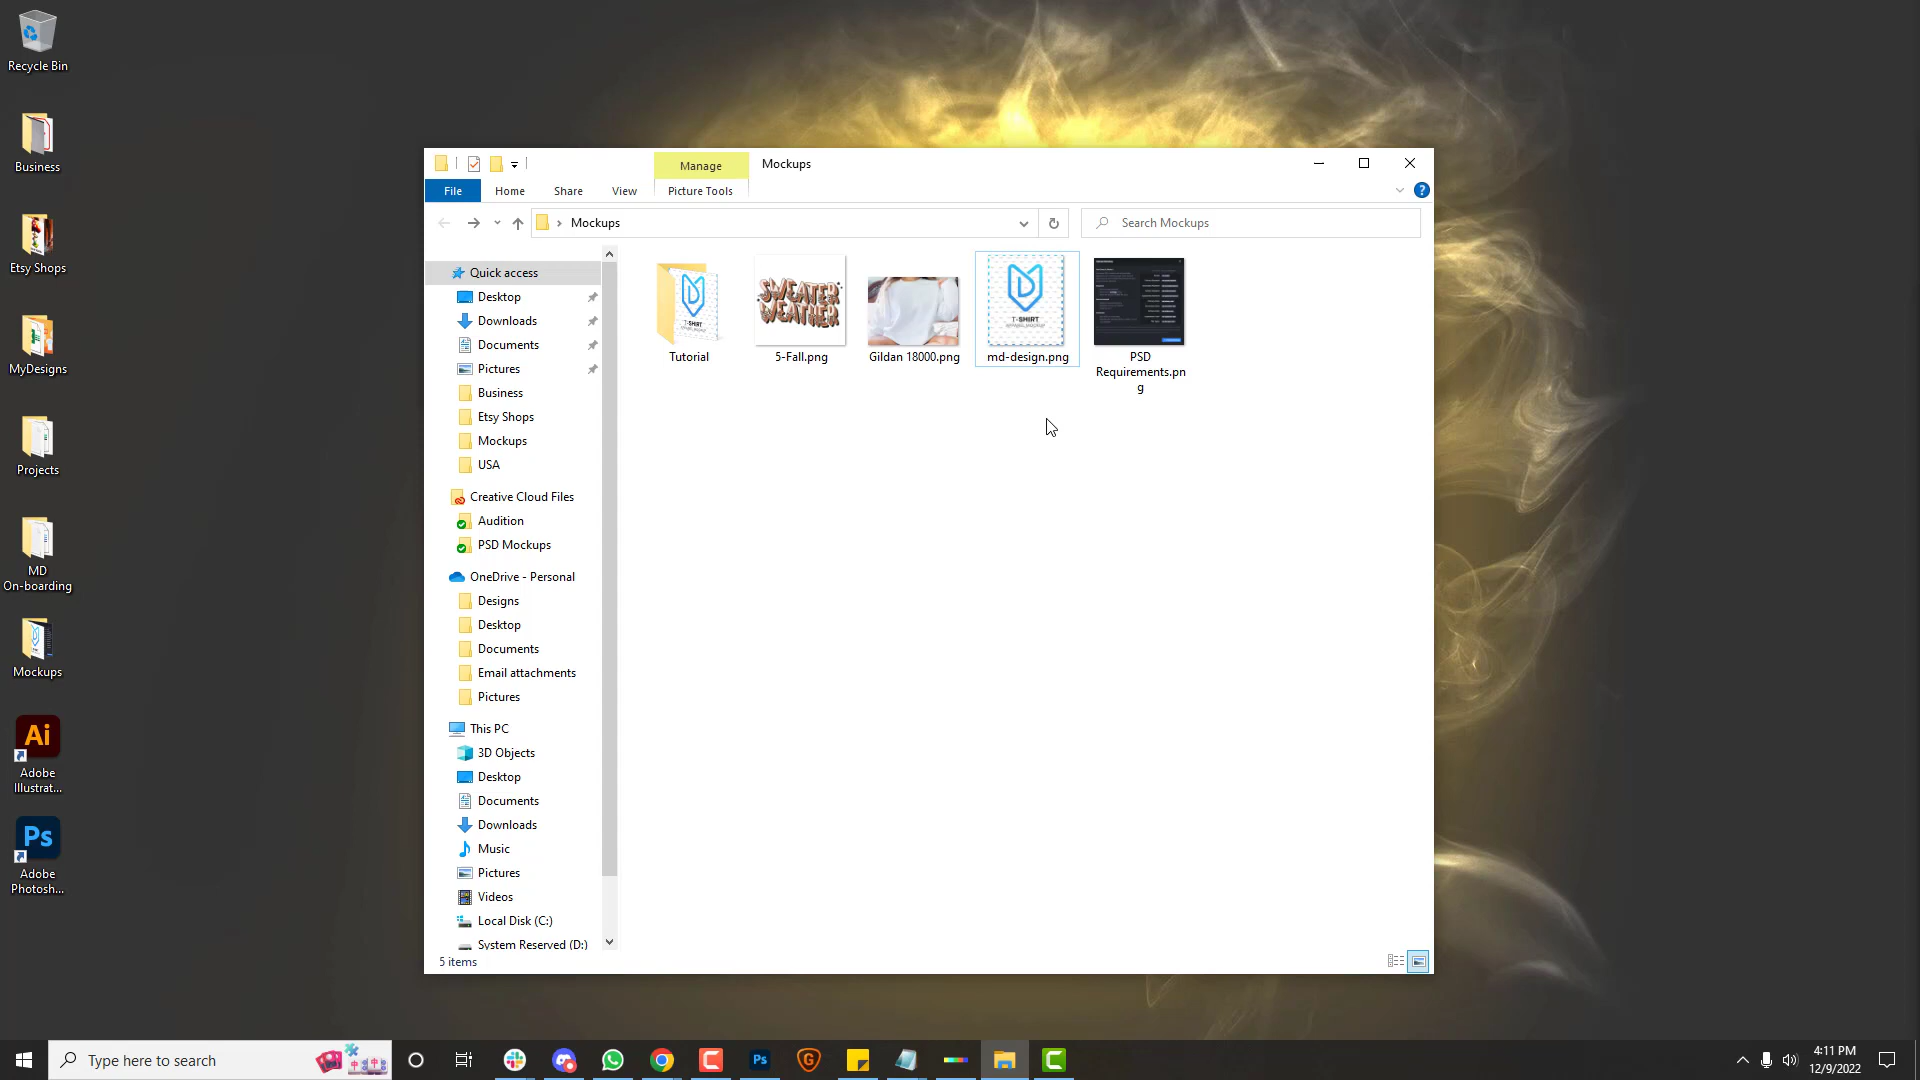 Recycle Bin
Business
Etsy Shops
MyDesigns
Projects
MD
On-boarding
Mockups
Ai
Adobe
Illustrat...
Ps
Adobe
Photosh...
Manage
Mockups
File
Home
Share
View
Picture Tools
?
Mockups
Search Mockups
Quick access
Desktop
Downloads
Documents
Pictures
Business
Etsy Shops
Mockups
USA
Creative Cloud Files
Audition
PSD Mockups
OneDrive - Personal
Designs
Desktop
Documents
Email attachments
Pictures
This PC
3D Objects
Desktop
Documents
Downloads
Music
Pictures
Videos
Local Disk (C:)
System Reserved (D:)
T-SHIRT
Tutorial
SWEATER
WEATHER
5-Fall.png
Gildan 18000.png
T-SHIRT
md-design.png
PSD
Requirements.pn
g
5 items
Type here to search
Ps
4:11 PM
12/9/2022